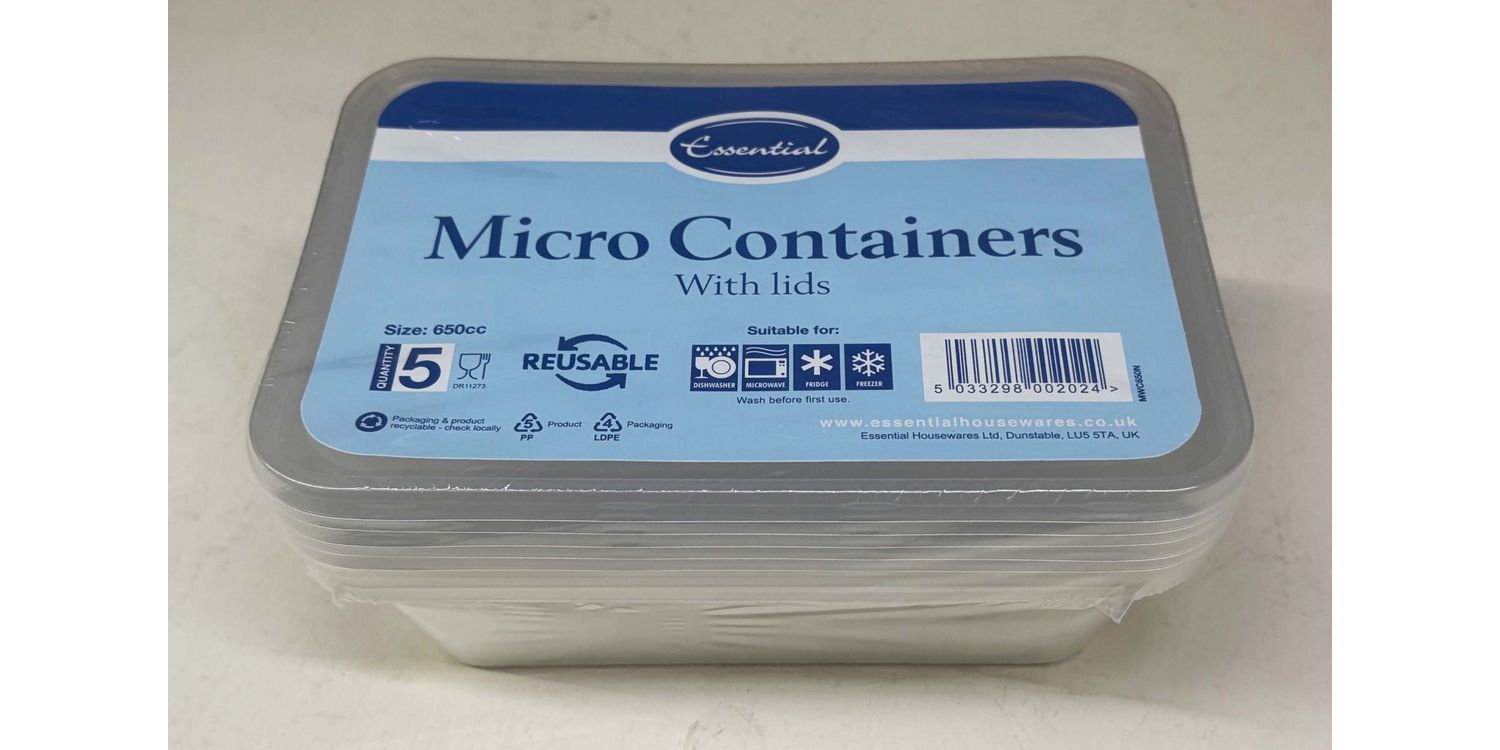 Essential
Micro Containers
With lids
Size: 650cc
QUANTITY
5
DR11273
REUSABLE
Suitable for:
DISHWASHER MICROWAVE FRIDGE FREEZER
Wash before first use.
5 033298 002024 >
MWC650N
Packaging & product
recyclable - check locally
5
PP
Product
4
LDPE
Packaging
www.essentialhousewares.co.uk
Essential Housewares Ltd, Dunstable, LU5 5TA, UK